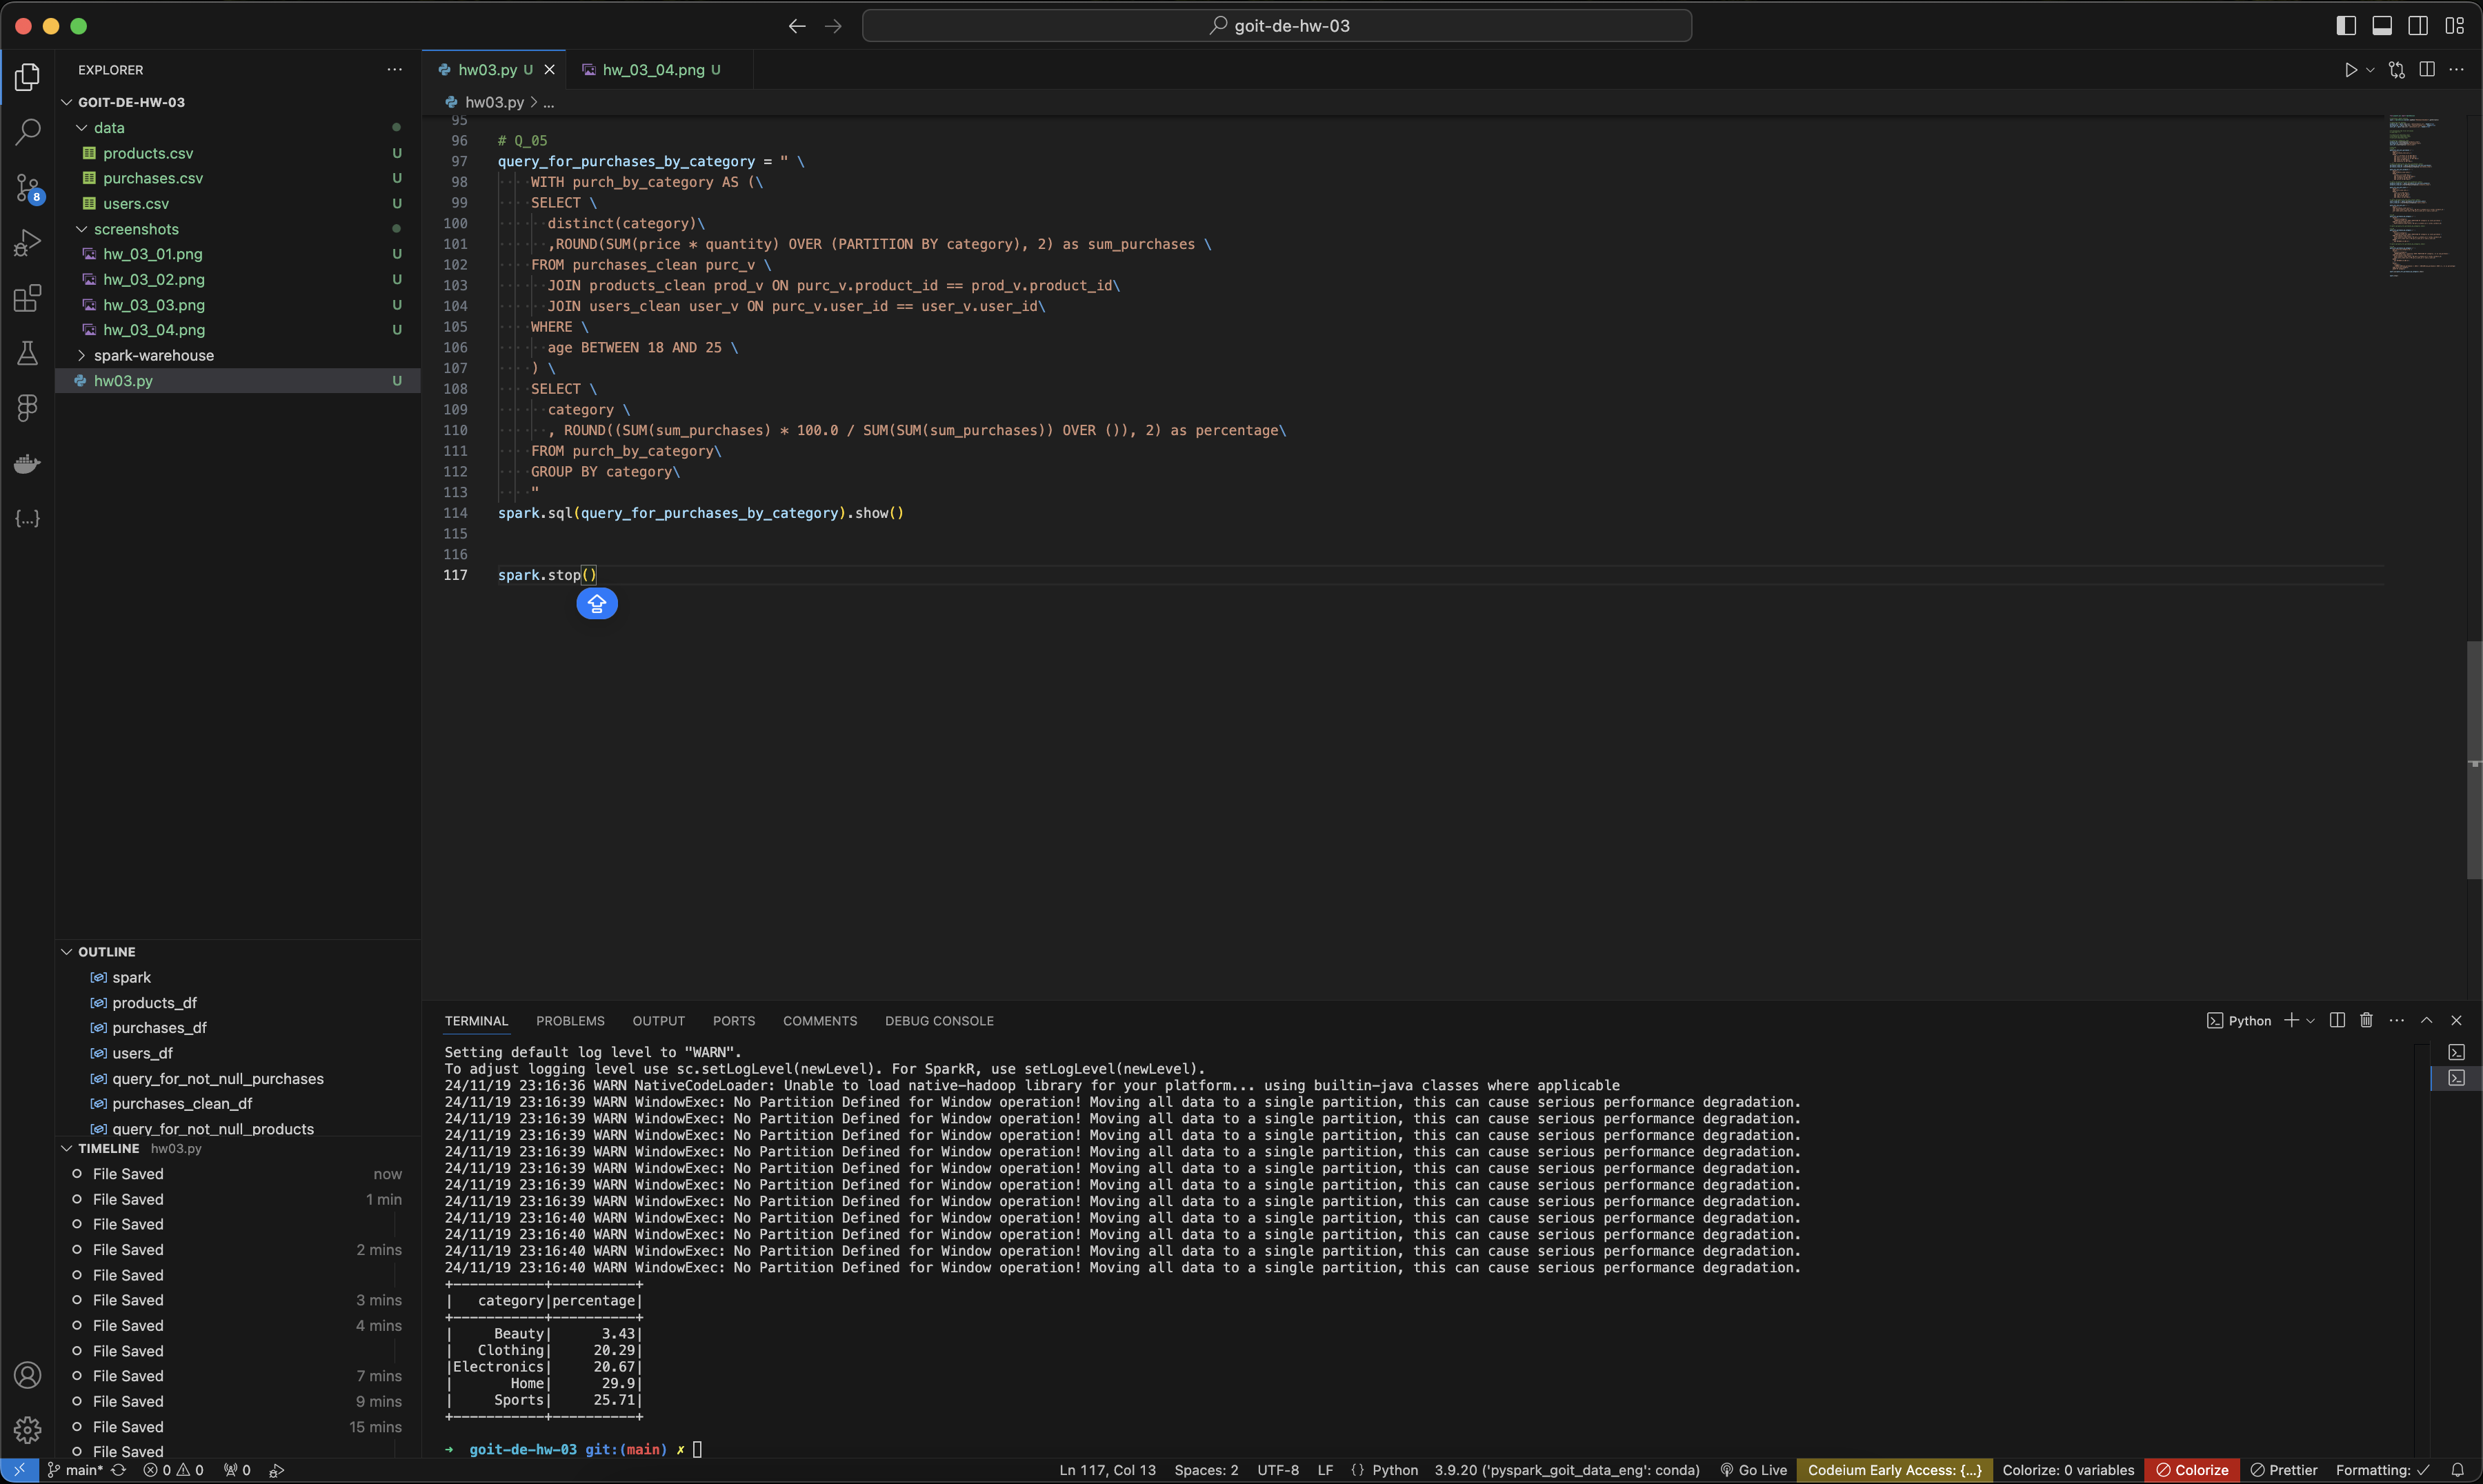 goit-de-hw-03
EXPLORER
GOIT-DE-HW-03
data
products.csv U
purchases.csv U
users.csv U
screenshots
hw_03_01.png U
hw_03_02.png U
hw_03_03.png U
hw_03_04.png U
spark-warehouse
hw03.py U
OUTLINE
spark
products_df
purchases_df
users_df
query_for_not_null_purchases
purchases_clean_df
query_for_not_null_products
TIMELINE hw03.py
File Saved now
File Saved 1 min
File Saved
File Saved 2 mins
File Saved
File Saved 3 mins
File Saved 4 mins
File Saved
File Saved 7 mins
File Saved 9 mins
File Saved 15 mins
File Saved
8
hw03.py U
hw_03_04.png U
hw03.py > ...
95
96 # Q_05
97 query_for_purchases_by_category = " \
98 WITH purch_by_category AS (\
99 SELECT \
100 distinct(category)\
101 ,ROUND(SUM(price * quantity) OVER (PARTITION BY category), 2) as sum_purchases \
102 FROM purchases_clean purc_v \
103 JOIN products_clean prod_v ON purc_v.product_id == prod_v.product_id\
104 JOIN users_clean user_v ON purc_v.user_id == user_v.user_id\
105 WHERE \
106 age BETWEEN 18 AND 25 \
107 ) \
108 SELECT \
109 category \
110 , ROUND((SUM(sum_purchases) * 100.0 / SUM(SUM(sum_purchases)) OVER ()), 2) as percentage\
111 FROM purch_by_category\
112 GROUP BY category\
113 "
114 spark.sql(query_for_purchases_by_category).show()
115
116
117 spark.stop()
TERMINAL PROBLEMS OUTPUT PORTS COMMENTS DEBUG CONSOLE
Python
Setting default log level to "WARN".
To adjust logging level use sc.setLogLevel(newLevel). For SparkR, use setLogLevel(newLevel).
24/11/19 23:16:36 WARN NativeCodeLoader: Unable to load native-hadoop library for your platform... using builtin-java classes where applicable
24/11/19 23:16:39 WARN WindowExec: No Partition Defined for Window operation! Moving all data to a single partition, this can cause serious performance degradation.
24/11/19 23:16:39 WARN WindowExec: No Partition Defined for Window operation! Moving all data to a single partition, this can cause serious performance degradation.
24/11/19 23:16:39 WARN WindowExec: No Partition Defined for Window operation! Moving all data to a single partition, this can cause serious performance degradation.
24/11/19 23:16:39 WARN WindowExec: No Partition Defined for Window operation! Moving all data to a single partition, this can cause serious performance degradation.
24/11/19 23:16:39 WARN WindowExec: No Partition Defined for Window operation! Moving all data to a single partition, this can cause serious performance degradation.
24/11/19 23:16:39 WARN WindowExec: No Partition Defined for Window operation! Moving all data to a single partition, this can cause serious performance degradation.
24/11/19 23:16:39 WARN WindowExec: No Partition Defined for Window operation! Moving all data to a single partition, this can cause serious performance degradation.
24/11/19 23:16:40 WARN WindowExec: No Partition Defined for Window operation! Moving all data to a single partition, this can cause serious performance degradation.
24/11/19 23:16:40 WARN WindowExec: No Partition Defined for Window operation! Moving all data to a single partition, this can cause serious performance degradation.
24/11/19 23:16:40 WARN WindowExec: No Partition Defined for Window operation! Moving all data to a single partition, this can cause serious performance degradation.
24/11/19 23:16:40 WARN WindowExec: No Partition Defined for Window operation! Moving all data to a single partition, this can cause serious performance degradation.
+-----------+----------+
|   category|percentage|
+-----------+----------+
|     Beauty|      3.43|
|   Clothing|     20.29|
|Electronics|     20.67|
|       Home|      29.9|
|     Sports|     25.71|
+-----------+----------+
→ goit-de-hw-03 git:(main) ✗
main* 0 0 0 Ln 117, Col 13 Spaces: 2 UTF-8 LF {} Python 3.9.20 ('pyspark_goit_data_eng': conda) Go Live Codeium Early Access: {...} Colorize: 0 variables Colorize Prettier Formatting: ✓